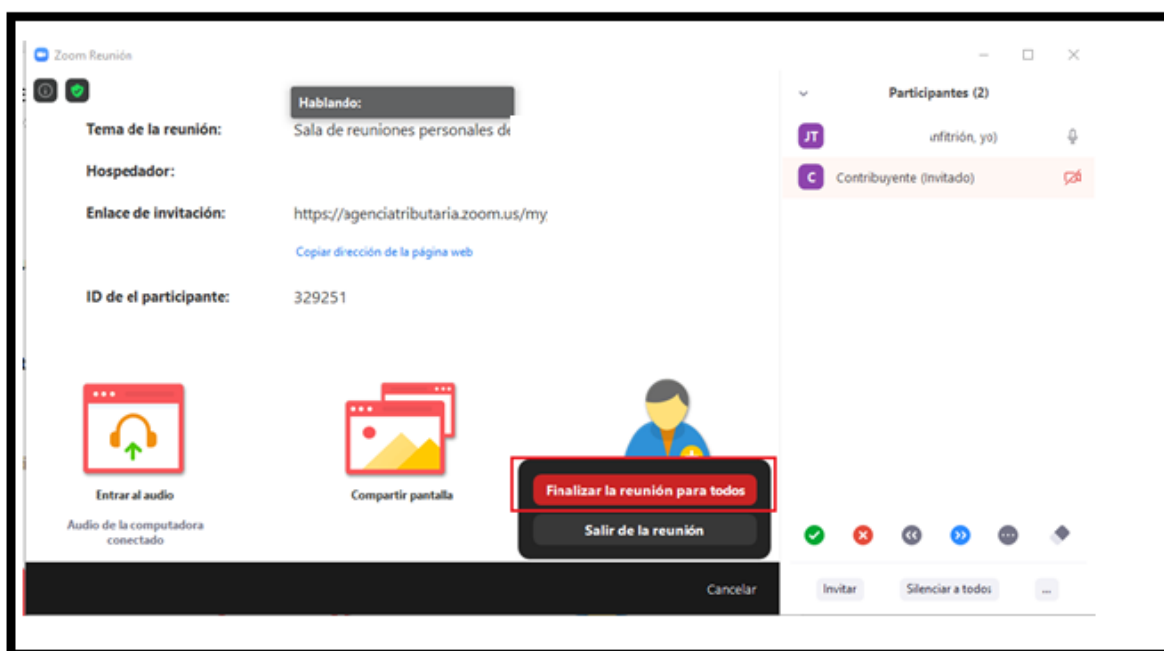 Zoom Reunión
Hablando:
Tema de la reunión: Sala de reuniones personales de
Hospedador:
Enlace de invitación: https://agenciatributaria.zoom.us/my
Copiar dirección de la página web
ID de el participante: 329251
Entrar al audio
Audio de la computadora
conectado
Compartir pantalla
Finalizar la reunión para todos
Salir de la reunión
Cancelar
Participantes (2)
JT nfitrión, yo)
C Contribuyente (Invitado)
Invitar Silenciar a todos ...